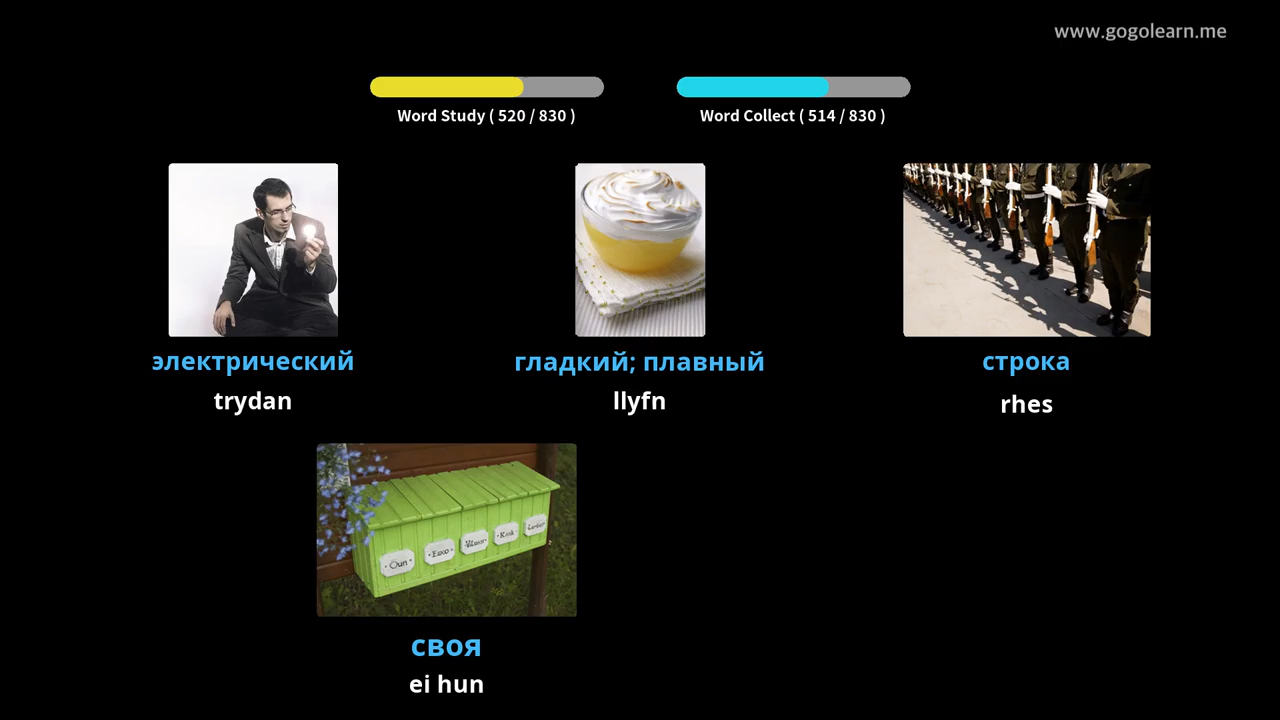 www.gogolearn.me
Word Study ( 520 / 830 )
Word Collect ( 514 / 830 )
электрический
trydan
гладкий; плавный
llyfn
строка
rhes
Õun
своя
ei hun